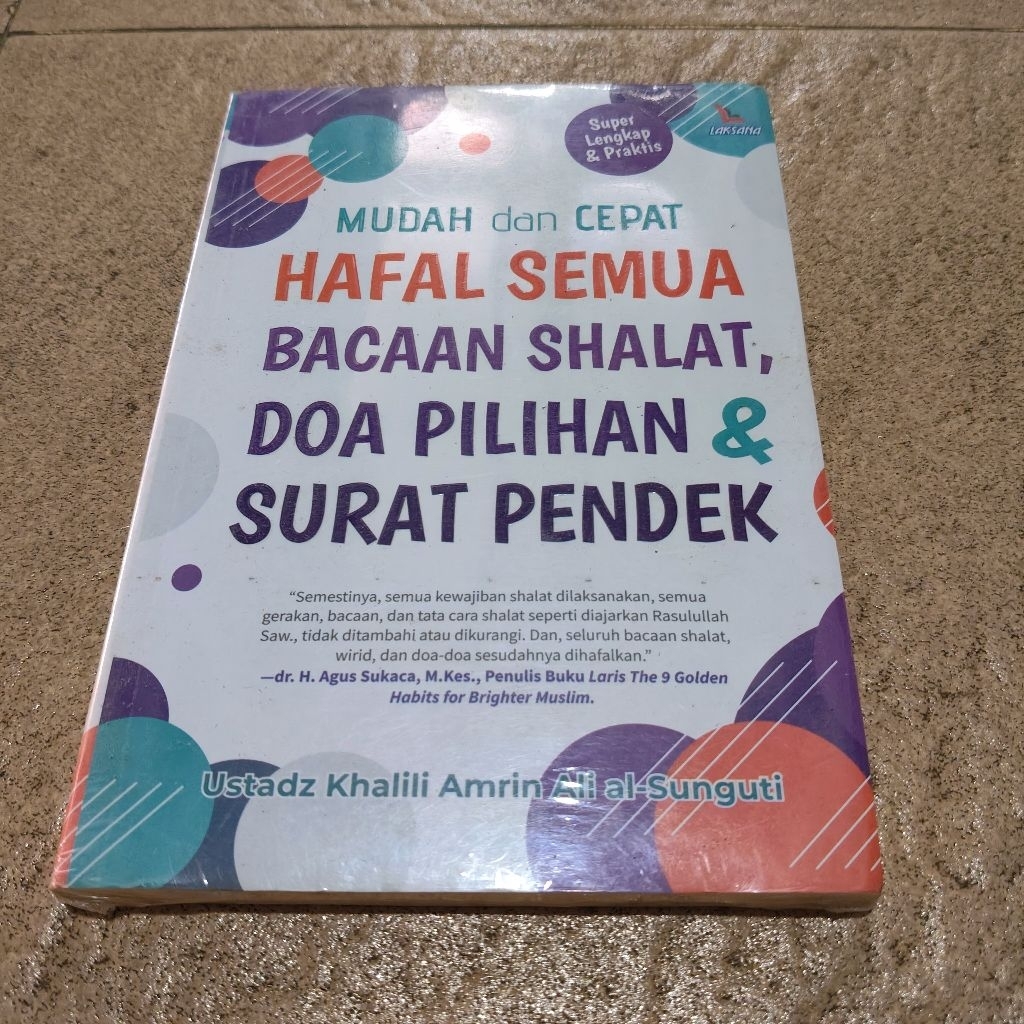 Super
Lengkap
& Praktis
LAKSANA
MUDAH dan CEPAT
HAFAL SEMUA
BACAAN SHALAT,
DOA PILIHAN &
SURAT PENDEK
“Semestinya, semua kewajiban shalat dilaksanakan, semua
gerakan, bacaan, dan tata cara shalat seperti diajarkan Rasulullah
Saw., tidak ditambahi atau dikurangi. Dan, seluruh bacaan shalat,
wirid, dan doa-doa sesudahnya dihafalkan.”
—dr. H. Agus Sukaca, M.Kes., Penulis Buku Laris The 9 Golden
Habits for Brighter Muslim.
Ustadz Khalili Amrin Ali al-Sunguti